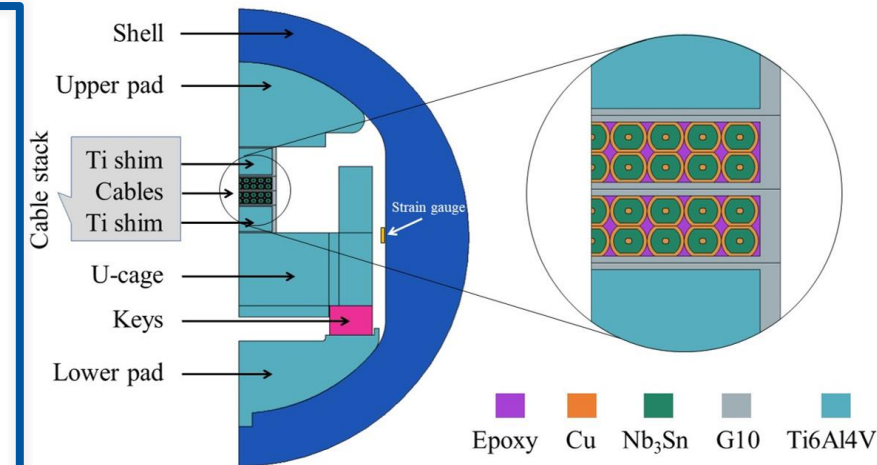 Shell
Upper pad
Cable stack
Ti shim
Cables
Ti shim
Strain gauge
U-cage
Keys
Lower pad
Epoxy Cu Nb₃Sn G10 Ti6Al4V